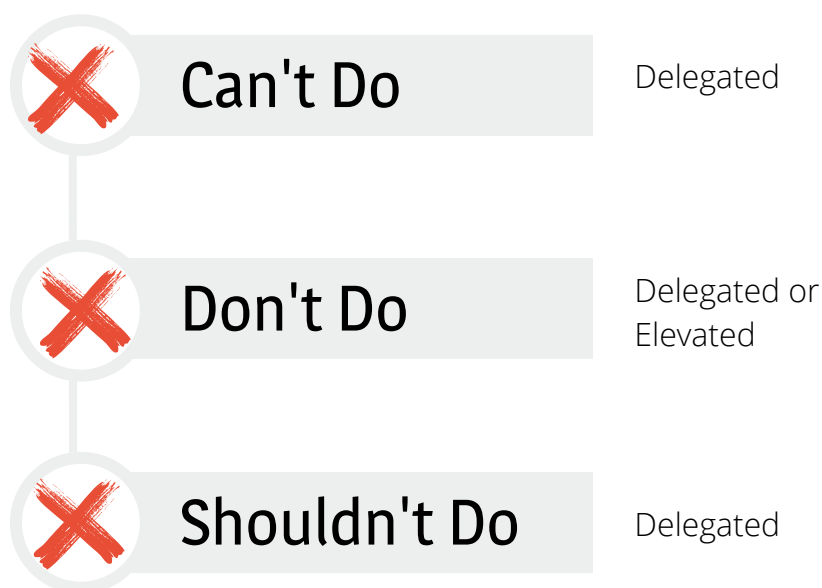 Can't Do
Delegated
Don't Do
Delegated or
Elevated
Shouldn't Do
Delegated